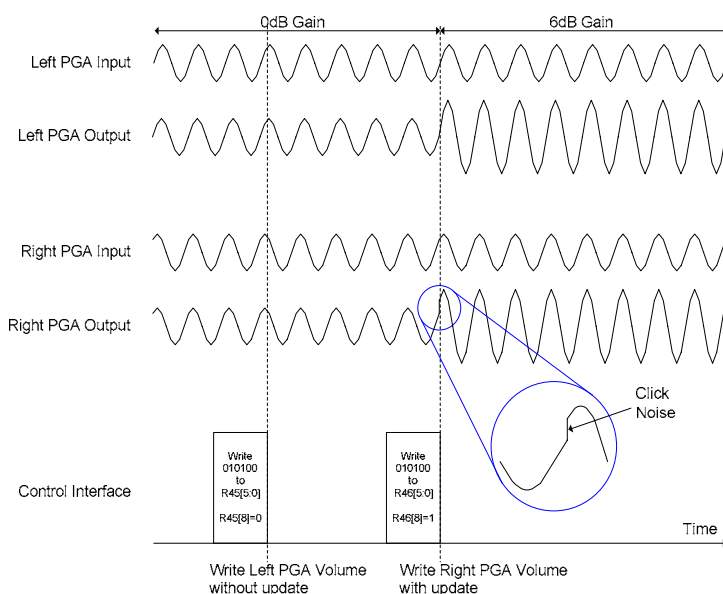 0dB Gain
6dB Gain
Left PGA Input
Left PGA Output
Right PGA Input
Right PGA Output
Click
Noise
Write
010100
to
R45[5:0]
R45[8]=0
Write
010100
to
R46[5:0]
R46[8]=1
Control Interface
Time
Write Left PGA Volume
without update
Write Right PGA Volume
with update